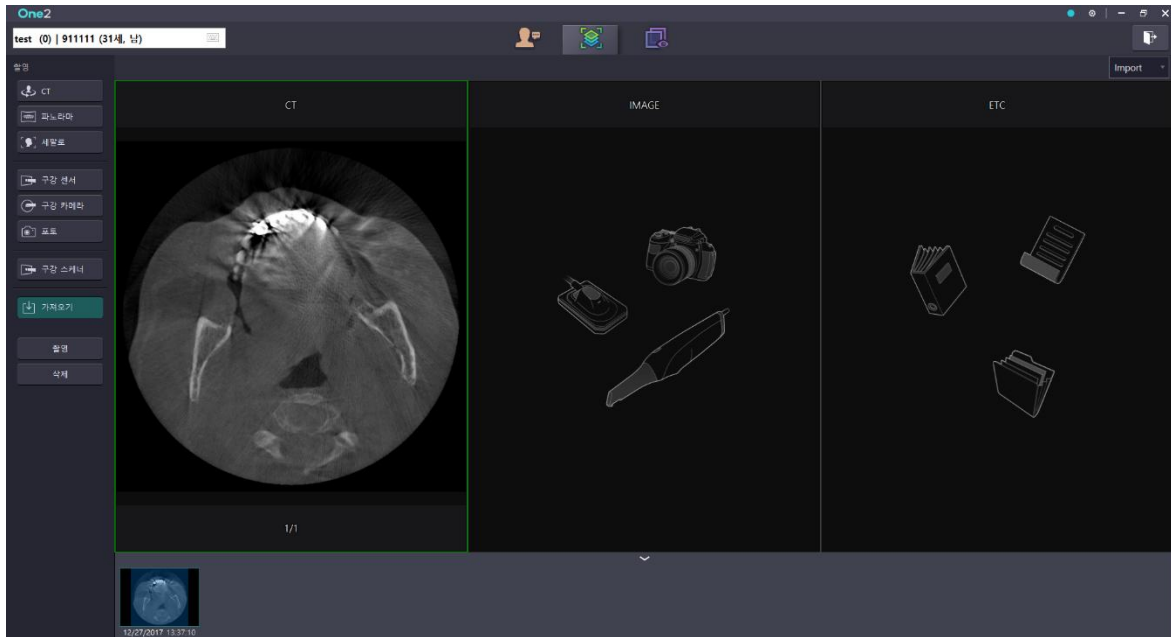 One2
test (0) | 911111 (31세, 남)
촬영
Import
CT
파노라마
세팔로
구강 센서
구강 카메라
포토
구강 스캐너
가져오기
촬영
삭제
CT
IMAGE
ETC
1/1
12/27/2017 13:37:10